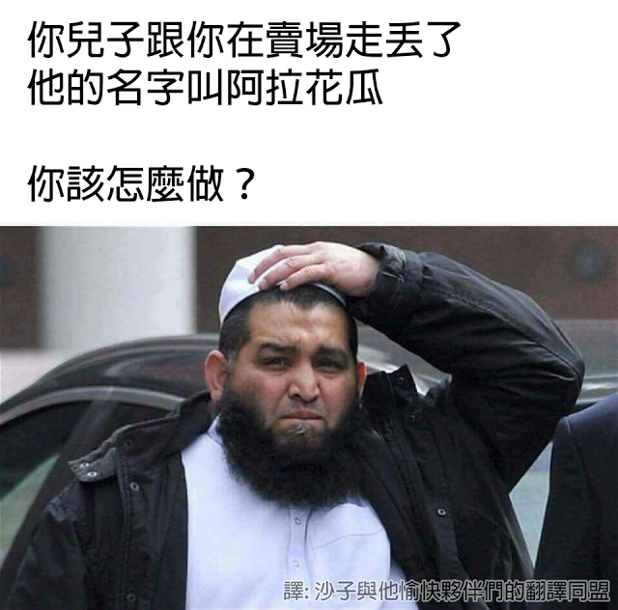 你兒子跟你在賣場走丟了
他的名字叫阿拉花瓜
你該怎麼做？
譯: 沙子與他愉快夥伴們的翻譯同盟